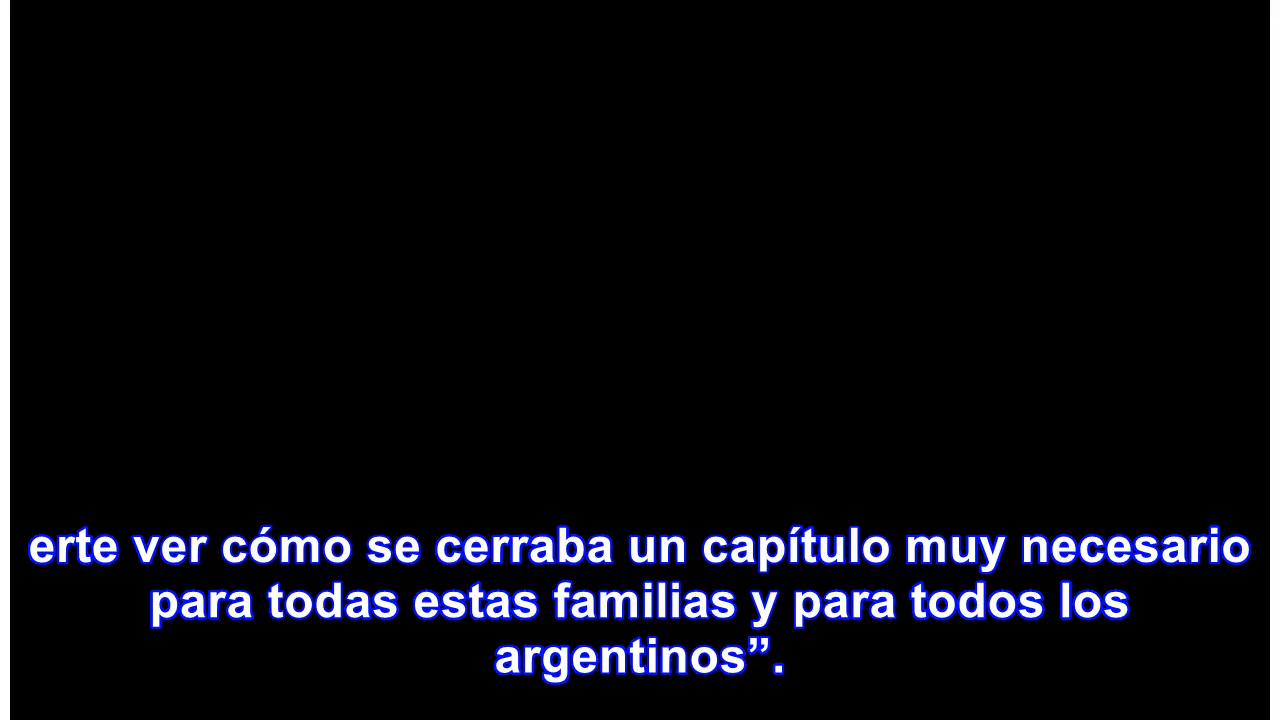 erte ver cómo se cerraba un capítulo muy necesario
para todas estas familias y para todos los
argentinos”.